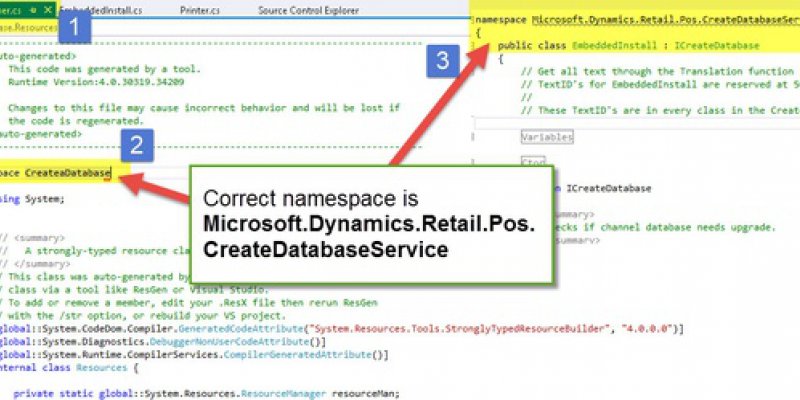 er.cs
EmbeddedInstall.cs
Printer.cs
Source Control Explorer
base.Resources
1
auto-generated>
This code was generated by a tool.
Runtime Version:4.0.30319.34209
Changes to this file may cause incorrect behavior and will be lost if
the code is regenerated.
auto-generated>
2
pace CreateaDatabase
sing System;
// <summary>
// A strongly-typed resource cla
// </summary>
/ This class was auto-generated by
/ class via a tool like ResGen or Visual Studio.
/ To add or remove a member, edit your .ResX file then rerun ResGen
/ with the /str option, or rebuild your VS project.
global::System.CodeDom.Compiler.GeneratedCodeAttribute("System.Resources.Tools.StronglyTypedResourceBuilder", "4.0.0.0")]
global::System.Diagnostics.DebuggerNonUserCodeAttribute()]
global::System.Runtime.CompilerServices.CompilerGeneratedAttribute()]
nternal class Resources {
private static global::System.Resources.ResourceManager resourceMan;
Correct namespace is
Microsoft.Dynamics.Retail.Pos.
CreateDatabaseService
namespace Microsoft.Dynamics.Retail.Pos.CreateDatabaseServ
{
3
public class EmbeddedInstall : ICreateDatabase
{
// Get all text through the Translation function
// TextID's for EmbeddedInstall are reserved at 5
//
// These TextID's are in every class in the Creat
Variables
Ctor
n ICreateDatabase
summary>
ecks if channel database needs upgrade.
summary>